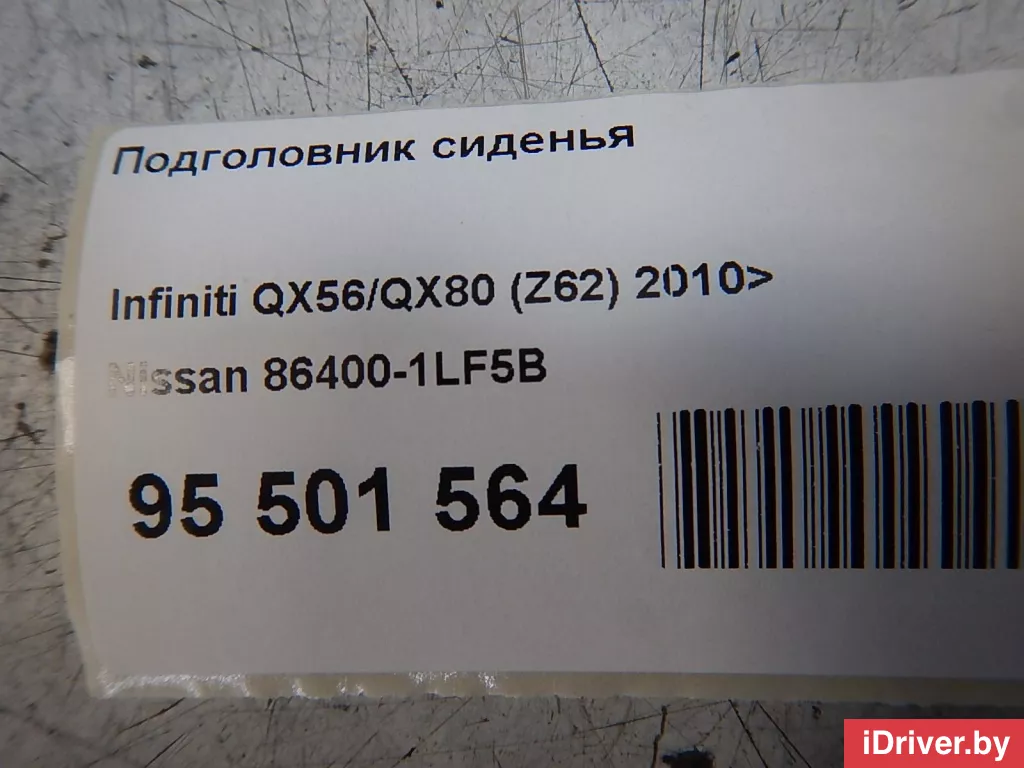 Подголовник сиденья
Infiniti QX56/QX80 (Z62) 2010>
Nissan 86400-1LF5B
95 501 564
iDriver.by